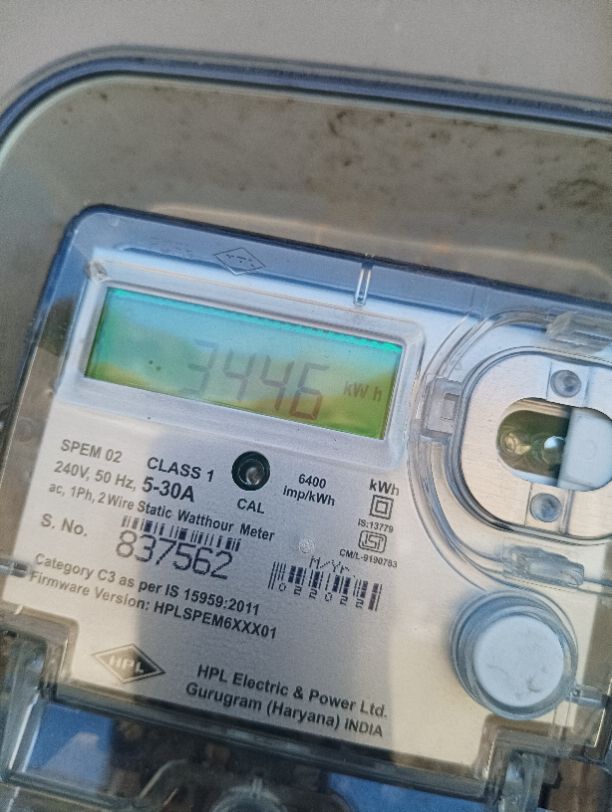 3446 kWh
SPEM 02 CLASS 1
240V, 50 Hz, 5-30A
ac, 1Ph, 2 Wire Static Watthour Meter
CAL
6400
imp/kWh
kWh
IS:13779
S. No.
837562
M/Yr.
Category C3 as per IS 15959:2011
Firmware Version: HPLSPEM6XXX01
HPL
HPL Electric & Power Ltd.
Gurugram (Haryana) INDIA